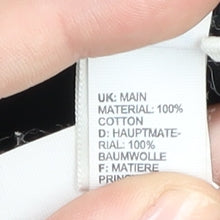 UK: MAIN
MATERIAL: 100%
COTTON
D: HAUPTMATE-
RIAL: 100%
BAUMWOLLE
F: MATIERE